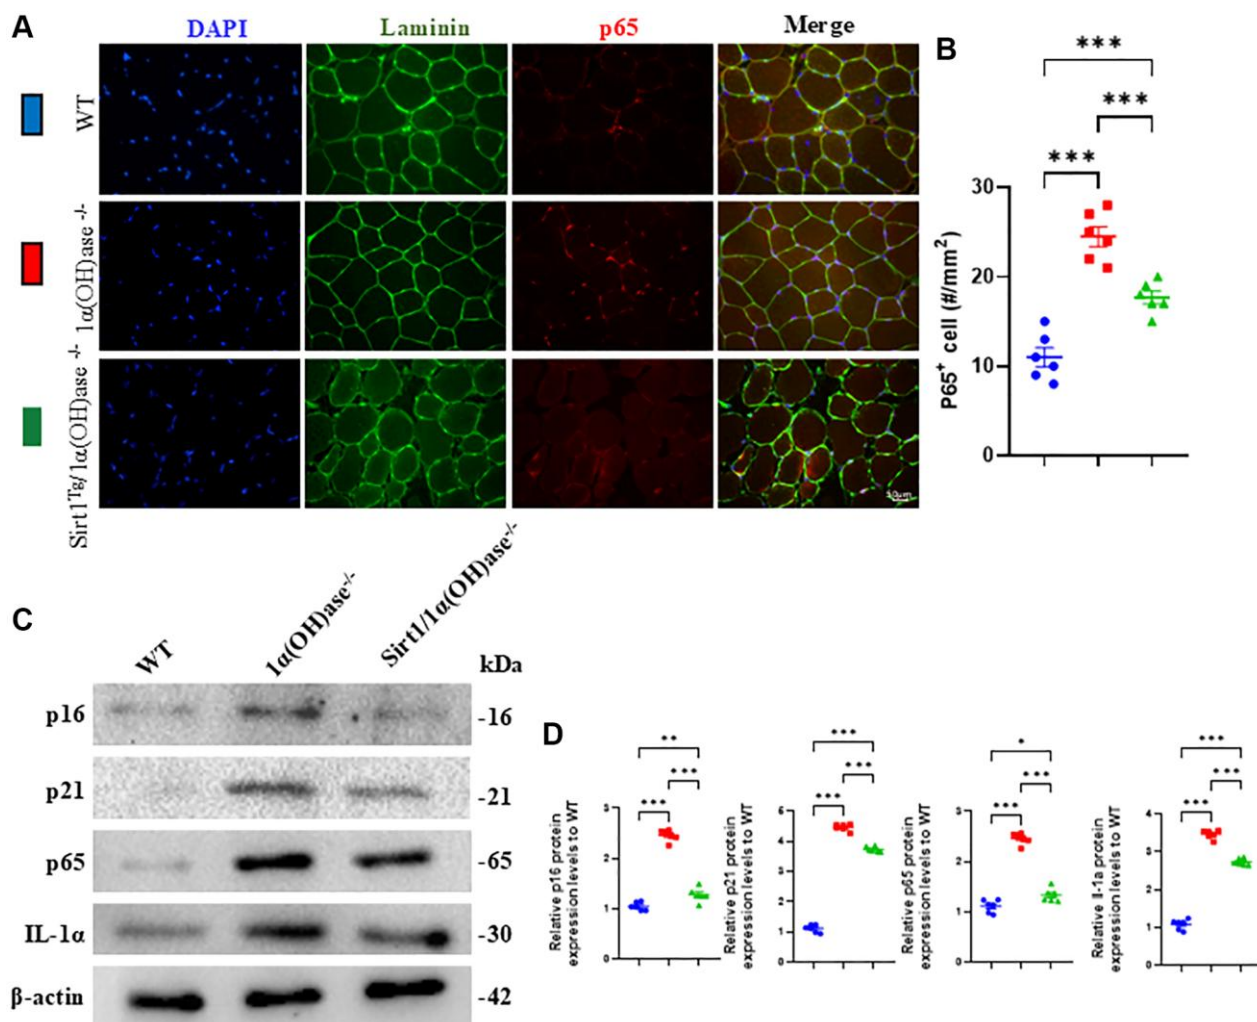 A
DAPI
Laminin
p65
Merge
WT
1α(OH)ase -/-
Sirt1Tg/1α(OH)ase -/-
50μm
B
***
***
***
P65+ cell (#/mm2)
30
20
10
0
C
WT
1α(OH)ase-/-
Sirt1/1α(OH)ase-/-
kDa
p16
-16
p21
-21
p65
-65
IL-1α
-30
β-actin
-42
D
**
***
***
Relative p16 protein
expression levels to WT
3
2
1
0
***
***
***
Relative p21 protein
expression levels to WT
6
5
4
3
2
1
0
*
***
***
Relative p65 protein
expression levels to WT
3
2
1
0
***
***
***
Relative Il-1a protein
expression levels to WT
4
3
2
1
0